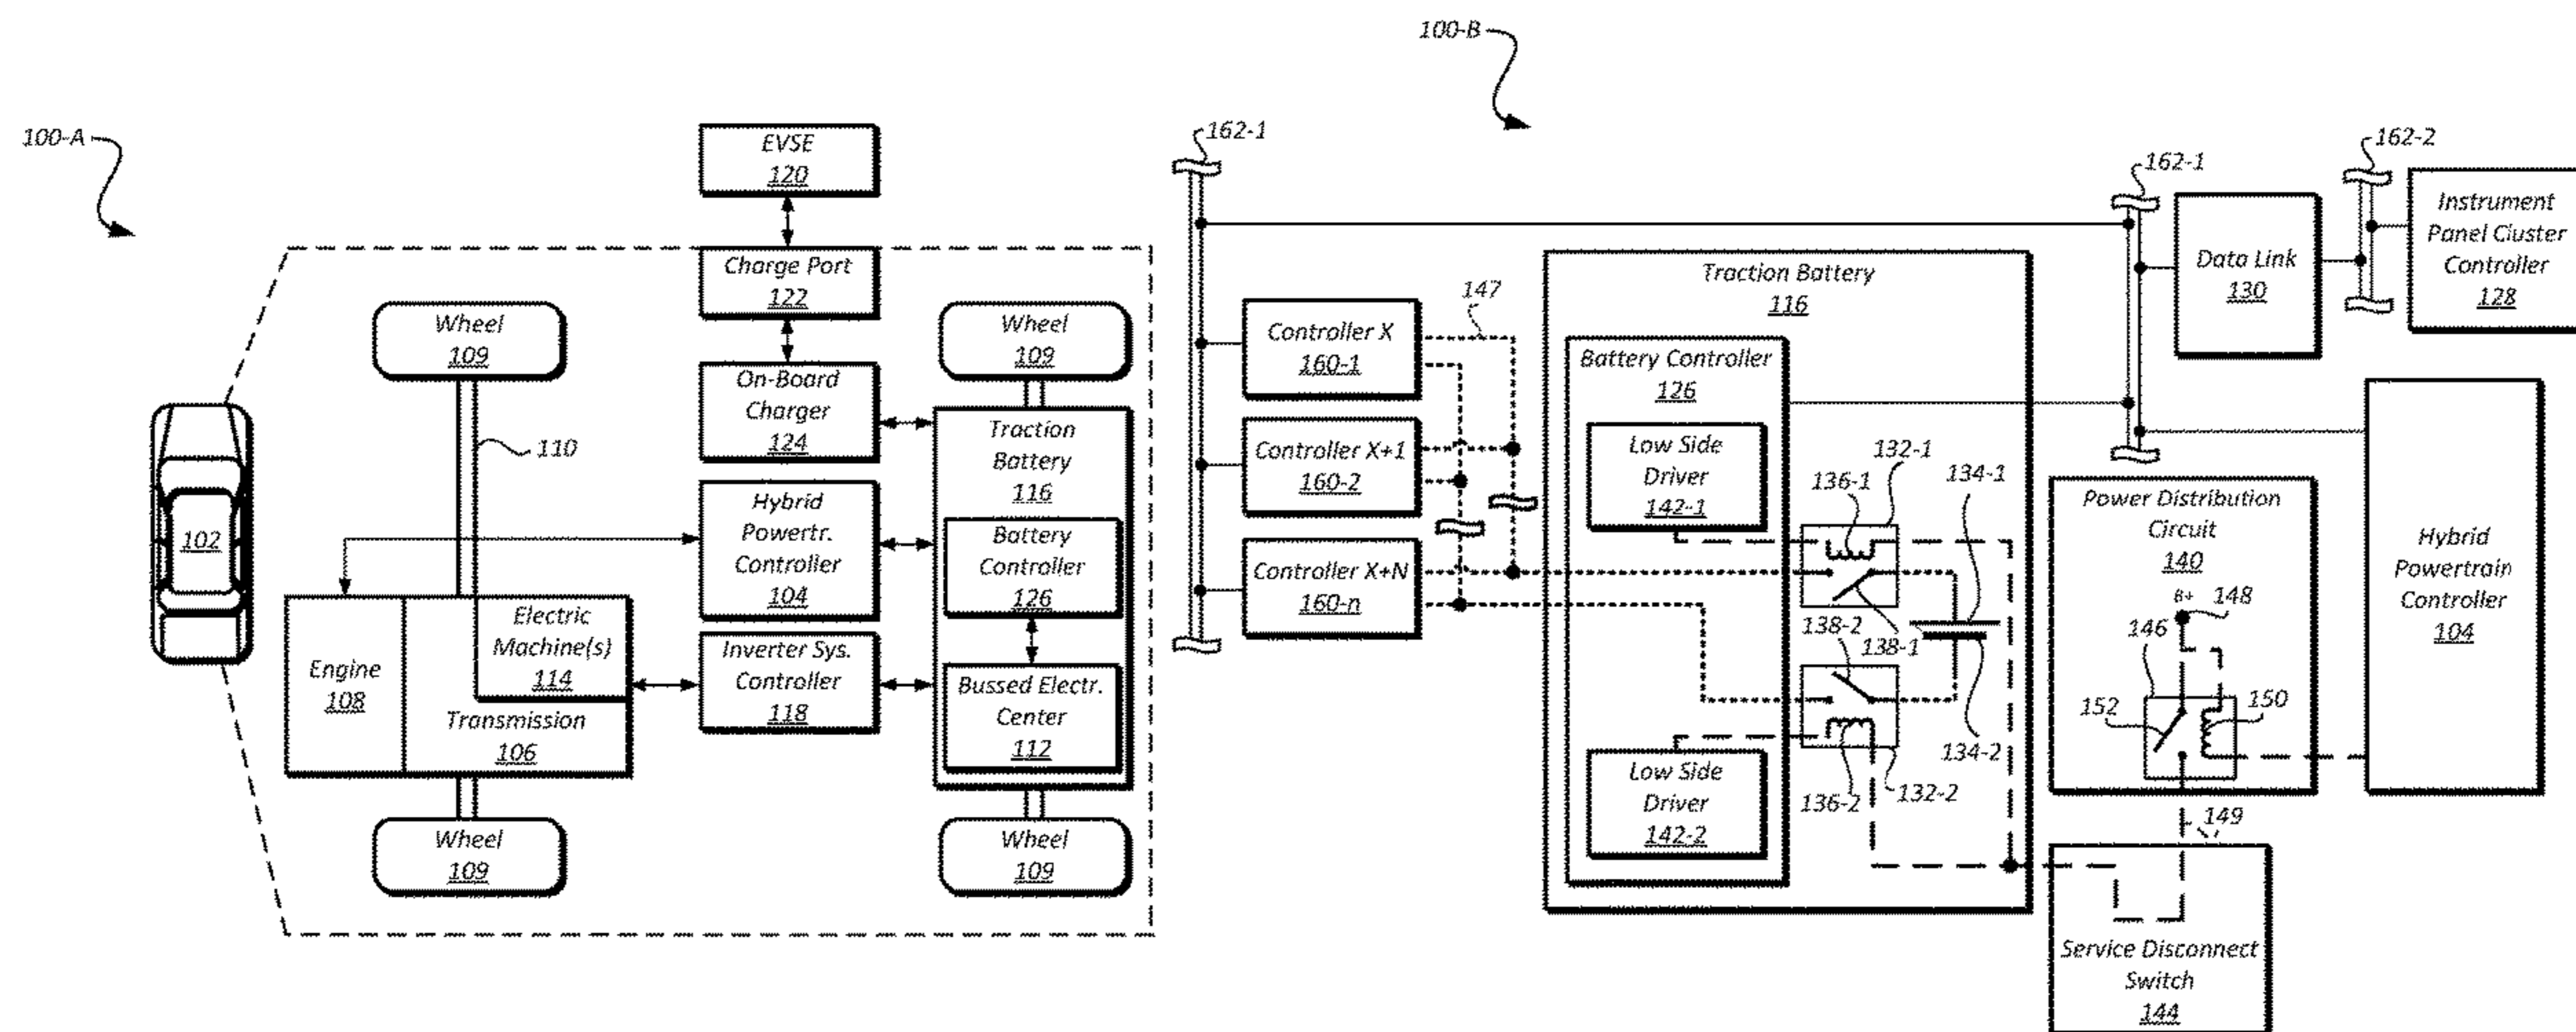 100-A
102
EVSE
120
Charge Port
122
On-Board
Charger
124
Hybrid
Powertr.
Controller
104
Inverter Sys.
Controller
118
Wheel
109
110
Engine
108
Electric
Machine(s)
114
Transmission
106
Wheel
109
Wheel
109
Traction
Battery
116
Battery
Controller
126
Bussed Electr.
Center
112
Wheel
109
100-B
162-1
Controller X
160-1
Controller X+1
160-2
Controller X+N
160-n
147
Traction Battery
116
Battery Controller
126
Low Side
Driver
142-1
Low Side
Driver
142-2
132-1
136-1
134-1
138-2
138-1
134-2
136-2
132-2
162-1
Data Link
130
162-2
Instrument
Panel Cluster
Controller
128
Power Distribution
Circuit
140
B+
148
146
152
150
149
Hybrid
Powertrain
Controller
104
Service Disconnect
Switch
144